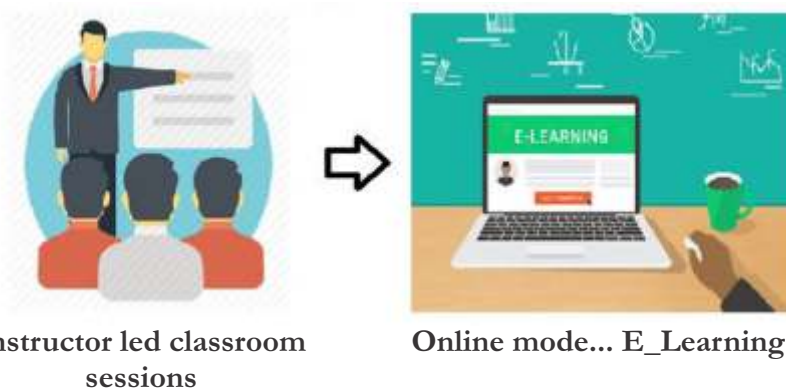 E-LEARNING
nstructor led classroom
sessions
Online mode... E_Learning